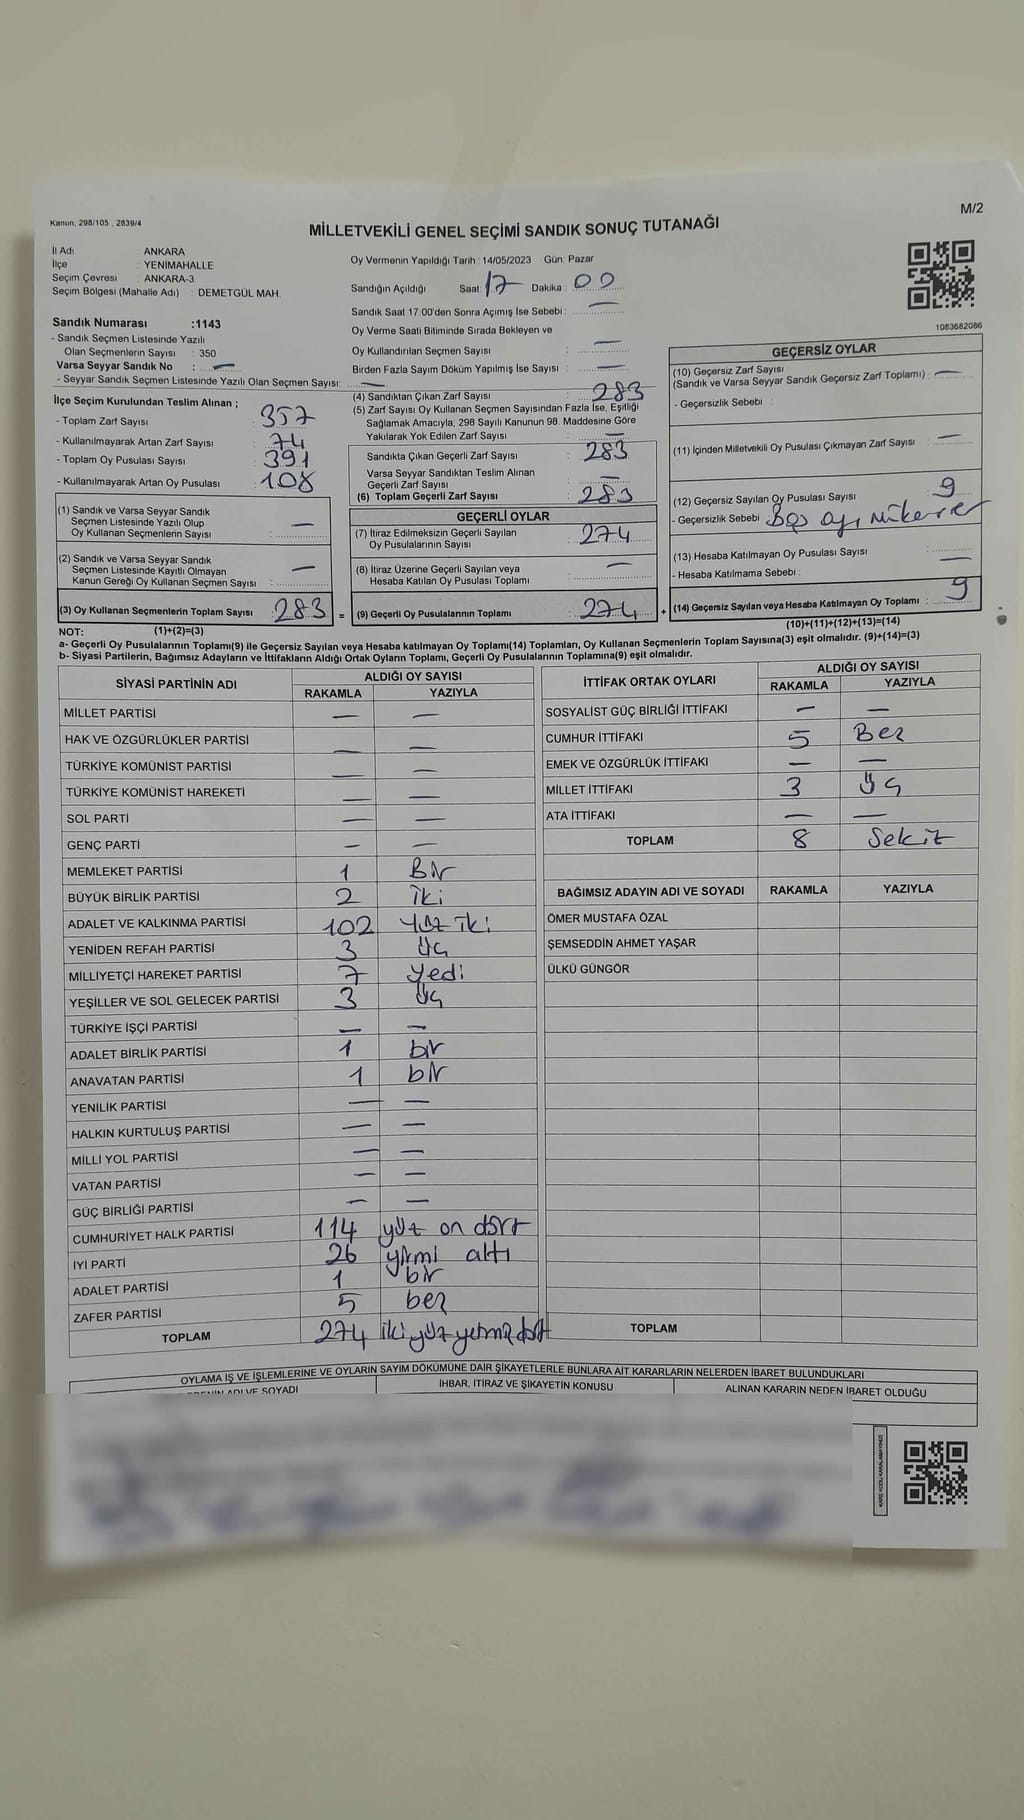 M/2
Kanun, 298/105 , 2839/4
MİLLETVEKİLİ GENEL SEÇİMİ SANDIK SONUÇ TUTANAĞI
İl Adı : ANKARA
İlçe : YENİMAHALLE
Seçim Çevresi : ANKARA-3
Seçim Bölgesi (Mahalle Adı) : DEMETGÜL MAH.
Sandık Numarası :1143
- Sandık Seçmen Listesinde Yazılı
Olan Seçmenlerin Sayısı : 350
Varsa Seyyar Sandık No : —
- Seyyar Sandık Seçmen Listesinde Yazılı Olan Seçmen Sayısı: —
Oy Vermenin Yapıldığı Tarih : 14/05/2023 Gün: Pazar
Sandığın Açıldığı Saat: 17 Dakika : 00
Sandık Saat 17.00'den Sonra Açımış İse Sebebi : —
Oy Verme Saati Bitiminde Sırada Bekleyen ve
Oy Kullandırılan Seçmen Sayısı : —
Birden Fazla Sayım Döküm Yapılmış İse Sayısı : —
1083682086
İlçe Seçim Kurulundan Teslim Alınan ;
- Toplam Zarf Sayısı : 357
- Kullanılmayarak Artan Zarf Sayısı : 74
- Toplam Oy Pusulası Sayısı : 391
- Kullanılmayarak Artan Oy Pusulası : 108
(1) Sandık ve Varsa Seyyar Sandık
Seçmen Listesinde Yazılı Olup
Oy Kullanan Seçmenlerin Sayısı : —
(2) Sandık ve Varsa Seyyar Sandık
Seçmen Listesinde Kayıtlı Olmayan
Kanun Gereği Oy Kullanan Seçmen Sayısı : —
(3) Oy Kullanan Seçmenlerin Toplam Sayısı : 283 =
(1)+(2)=(3)
(4) Sandıktan Çıkan Zarf Sayısı : 283
(5) Zarf Sayısı Oy Kullanan Seçmen Sayısından Fazla İse, Eşitliği
Sağlamak Amacıyla, 298 Sayılı Kanunun 98. Maddesine Göre
Yakılarak Yok Edilen Zarf Sayısı : —
Sandıkta Çıkan Geçerli Zarf Sayısı : 283
Varsa Seyyar Sandıktan Teslim Alınan
Geçerli Zarf Sayısı :
(6) Toplam Geçerli Zarf Sayısı : 283
GEÇERLİ OYLAR
(7) İtiraz Edilmeksizin Geçerli Sayılan
Oy Pusulalarının Sayısı : 274
(8) İtiraz Üzerine Geçerli Sayılan veya
Hesaba Katılan Oy Pusulası Toplamı : —
(9) Geçerli Oy Pusulalarının Toplamı : 274 +
GEÇERSİZ OYLAR
(10) Geçersiz Zarf Sayısı
(Sandık ve Varsa Seyyar Sandık Geçersiz Zarf Toplamı) : —
- Geçersizlik Sebebi :
(11) İçinden Milletvekili Oy Pusulası Çıkmayan Zarf Sayısı : —
(12) Geçersiz Sayılan Oy Pusulası Sayısı : 9
- Geçersizlik Sebebi : Boş
(13) Hesaba Katılmayan Oy Pusulası Sayısı : —
- Hesaba Katılmama Sebebi :
(14) Geçersiz Sayılan veya Hesaba Katılmayan Oy Toplamı : 9
(10)+(11)+(12)+(13)=(14)
NOT:
a- Geçerli Oy Pusulalarının Toplamı(9) ile Geçersiz Sayılan veya Hesaba katılmayan Oy Toplamı(14) Toplamları, Oy Kullanan Seçmenlerin Toplam Sayısına(3) eşit olmalıdır. (9)+(14)=(3)
b- Siyasi Partilerin, Bağımsız Adayların ve İttifakların Aldığı Ortak Oyların Toplamı, Geçerli Oy Pusulalarının Toplamına(9) eşit olmalıdır.
SİYASİ PARTİNİN ADI ALDIĞI OY SAYISI
RAKAMLA YAZIYLA
MİLLET PARTİSİ — —
HAK VE ÖZGÜRLÜKLER PARTİSİ — —
TÜRKİYE KOMÜNİST PARTİSİ — —
TÜRKİYE KOMÜNİST HAREKETİ — —
SOL PARTİ — —
GENÇ PARTİ — —
MEMLEKET PARTİSİ 1 Bir
BÜYÜK BİRLİK PARTİSİ 2 iki
ADALET VE KALKINMA PARTİSİ 102 yüz iki
YENİDEN REFAH PARTİSİ 3 Üç
MİLLİYETÇİ HAREKET PARTİSİ 7 yedi
YEŞİLLER VE SOL GELECEK PARTİSİ 3 Üç
TÜRKİYE İŞÇİ PARTİSİ — —
ADALET BİRLİK PARTİSİ 1 bir
ANAVATAN PARTİSİ 1 bir
YENİLİK PARTİSİ — —
HALKIN KURTULUŞ PARTİSİ — —
MİLLİ YOL PARTİSİ — —
VATAN PARTİSİ — —
GÜÇ BİRLİĞİ PARTİSİ — —
CUMHURİYET HALK PARTİSİ 114 yüz on dört
İYİ PARTİ 26 yirmi altı
ADALET PARTİSİ 1 bir
ZAFER PARTİSİ 5 beş
TOPLAM 274 iki yüz yetmiş dört
İTTİFAK ORTAK OYLARI ALDIĞI OY SAYISI
RAKAMLA YAZIYLA
SOSYALİST GÜÇ BİRLİĞİ İTTİFAKI — —
CUMHUR İTTİFAKI 5 Beş
EMEK VE ÖZGÜRLÜK İTTİFAKI — —
MİLLET İTTİFAKI 3 Üç
ATA İTTİFAKI — —
TOPLAM 8 Sekiz
BAĞIMSIZ ADAYIN ADI VE SOYADI RAKAMLA YAZIYLA
ÖMER MUSTAFA ÖZAL
ŞEMSEDDİN AHMET YAŞAR
ÜLKÜ GÜNGÖR
TOPLAM
OYLAMA İŞ VE İŞLEMLERİNE VE OYLARIN SAYIM DÖKÜMÜNE DAİR ŞİKAYETLERLE BUNLARA AİT KARARLARIN NELERDEN İBARET BULUNDUKLARI
ADI VE SOYADI İHBAR, İTİRAZ VE ŞİKAYETİN KONUSU ALINAN KARARIN NEDEN İBARET OLDUĞU